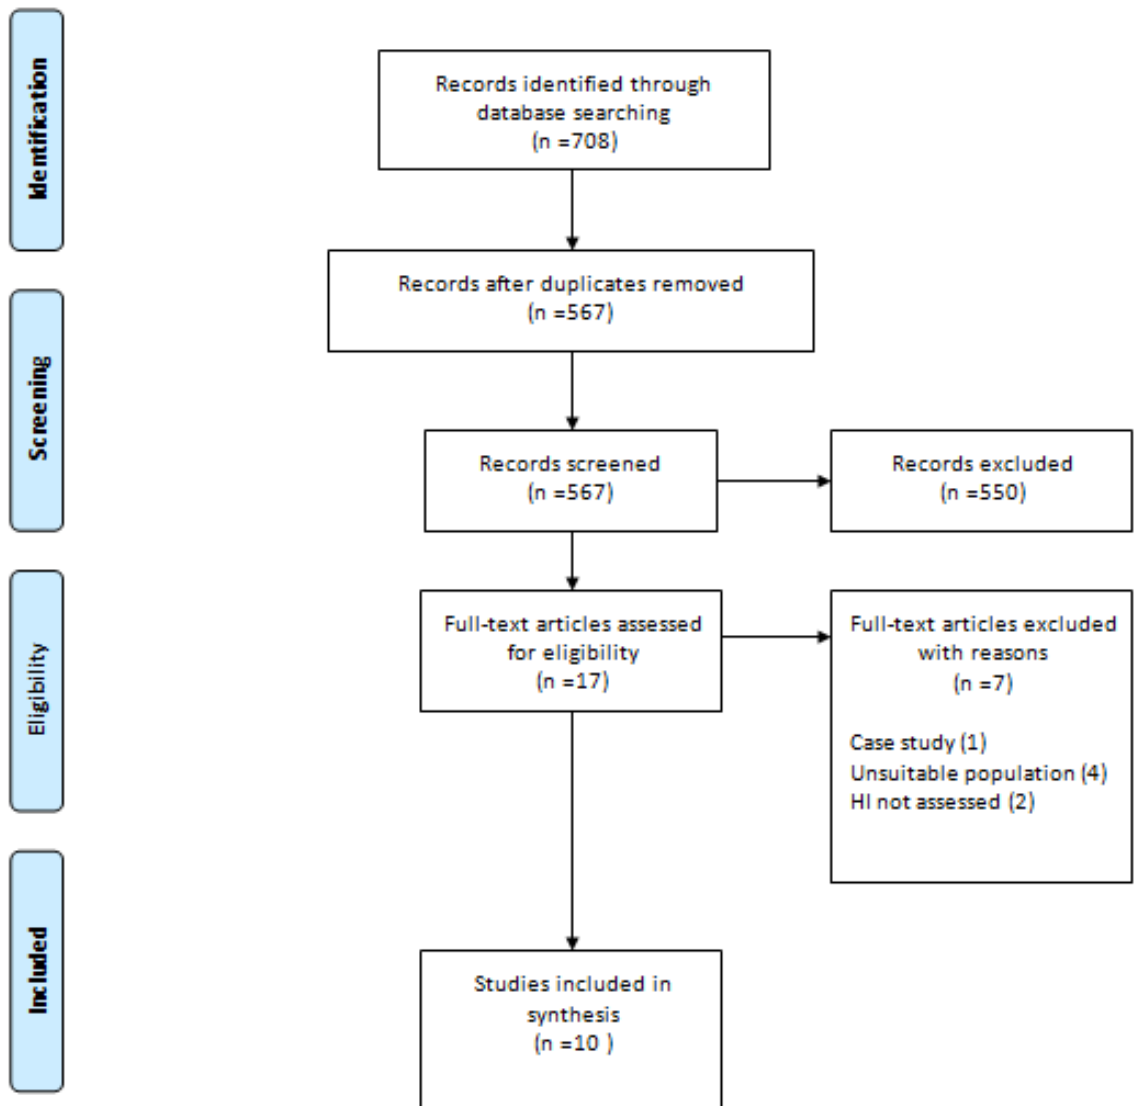 Identification
Records identified through
database searching
(n =708)
Records after duplicates removed
(n =567)
Screening
Records screened
(n =567)
Records excluded
(n =550)
Eligibility
Full-text articles assessed
for eligibility
(n =17)
Full-text articles excluded
with reasons
(n =7)
Case study (1)
Unsuitable population (4)
HI not assessed (2)
Included
Studies included in
synthesis
(n =10 )